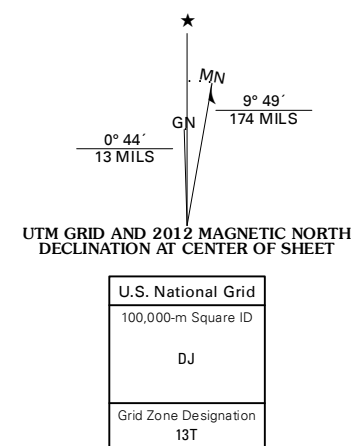 MN
9° 49´
174 MILS
GN
0° 44´
13 MILS
UTM GRID AND 2012 MAGNETIC NORTH
DECLINATION AT CENTER OF SHEET
U.S. National Grid
100,000-m Square ID
DJ
Grid Zone Designation
13T